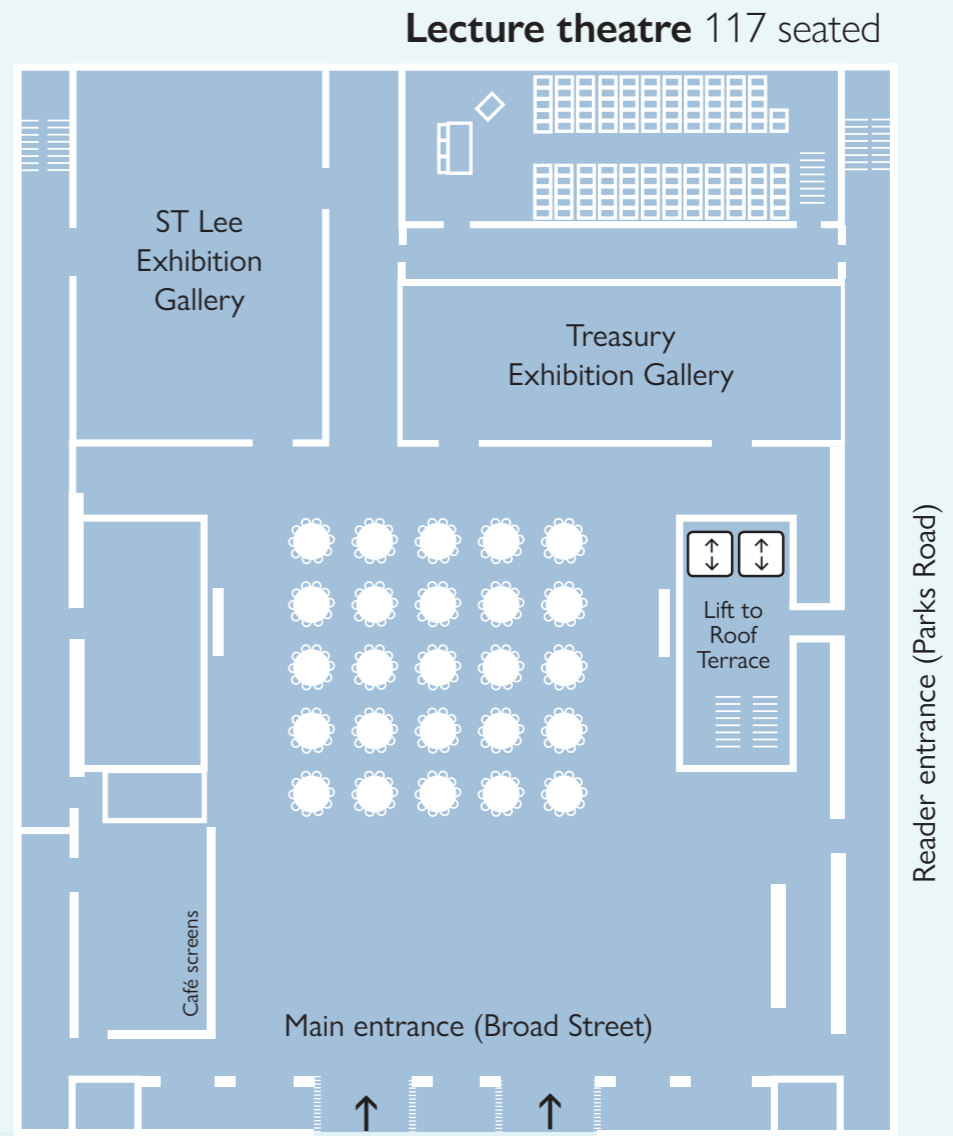 Lecture theatre 117 seated
ST Lee
Exhibition
Gallery
Treasury
Exhibition Gallery
Lift to
Roof
Terrace
Reader entrance (Parks Road)
Café screens
Main entrance (Broad Street)